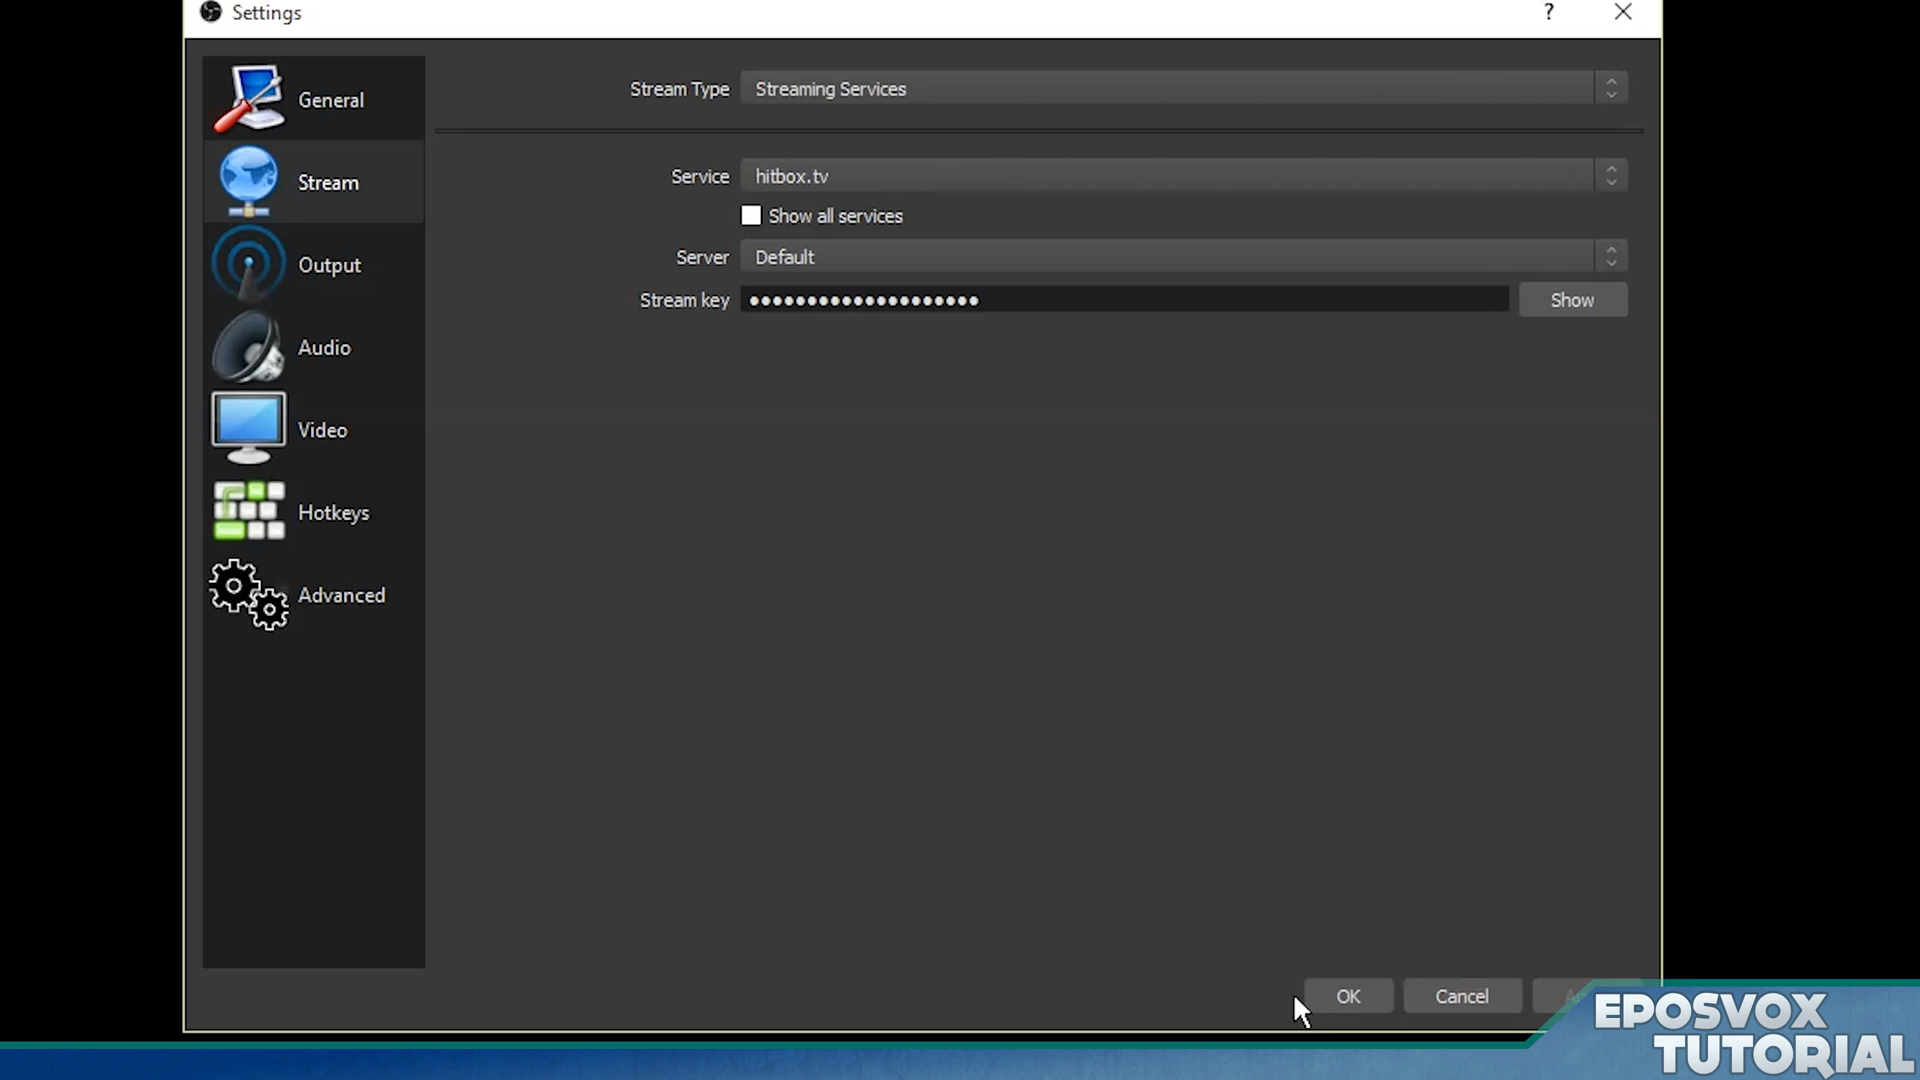 Settings
?
General
Stream
Output
Audio
Video
Hotkeys
Advanced
Stream Type Streaming Services
Service hitbox.tv
Show all services
Server Default
Stream key ●●●●●●●●●●●●●●●●●●●● Show
OK Cancel
EPOSVOX
TUTORIAL